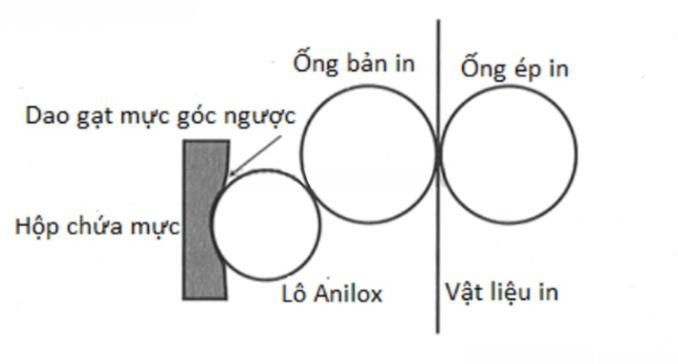 Ống bản in
Ống ép in
Dao gạt mực góc ngược
Hộp chứa mực
Lô Anilox
Vật liệu in